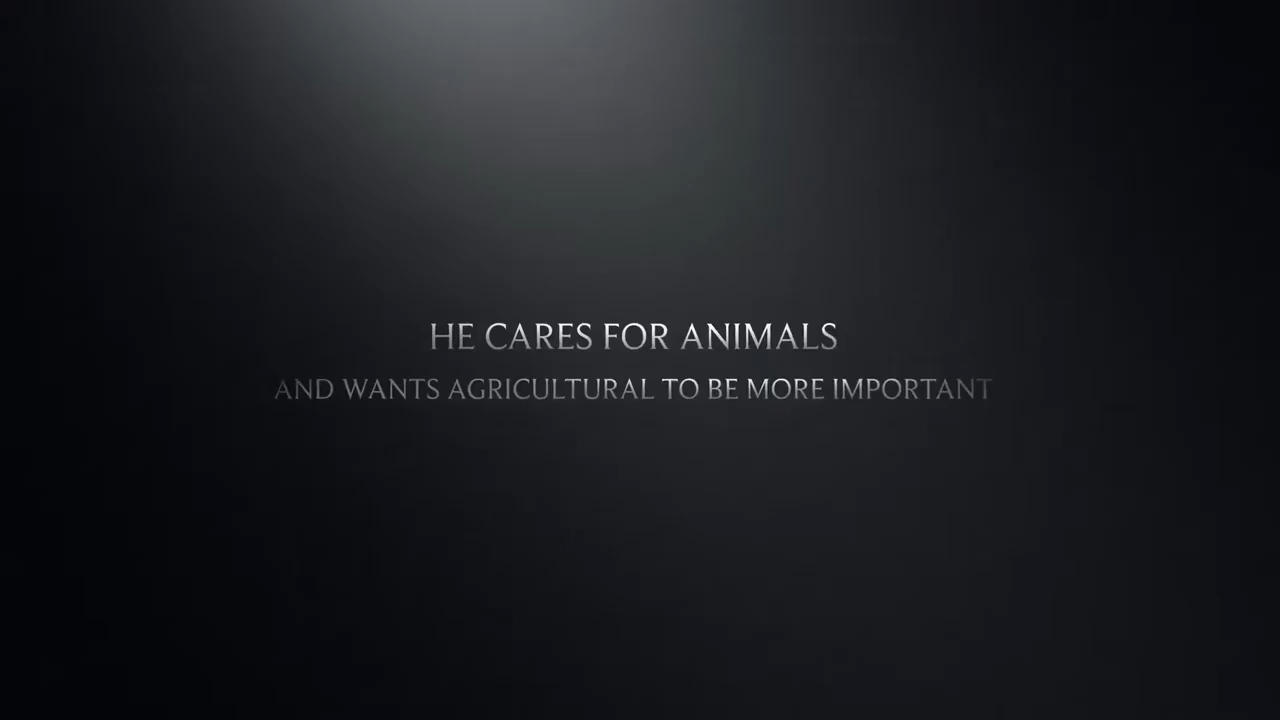 HE CARES FOR ANIMALS
AND WANTS AGRICULTURAL TO BE MORE IMPORTANT